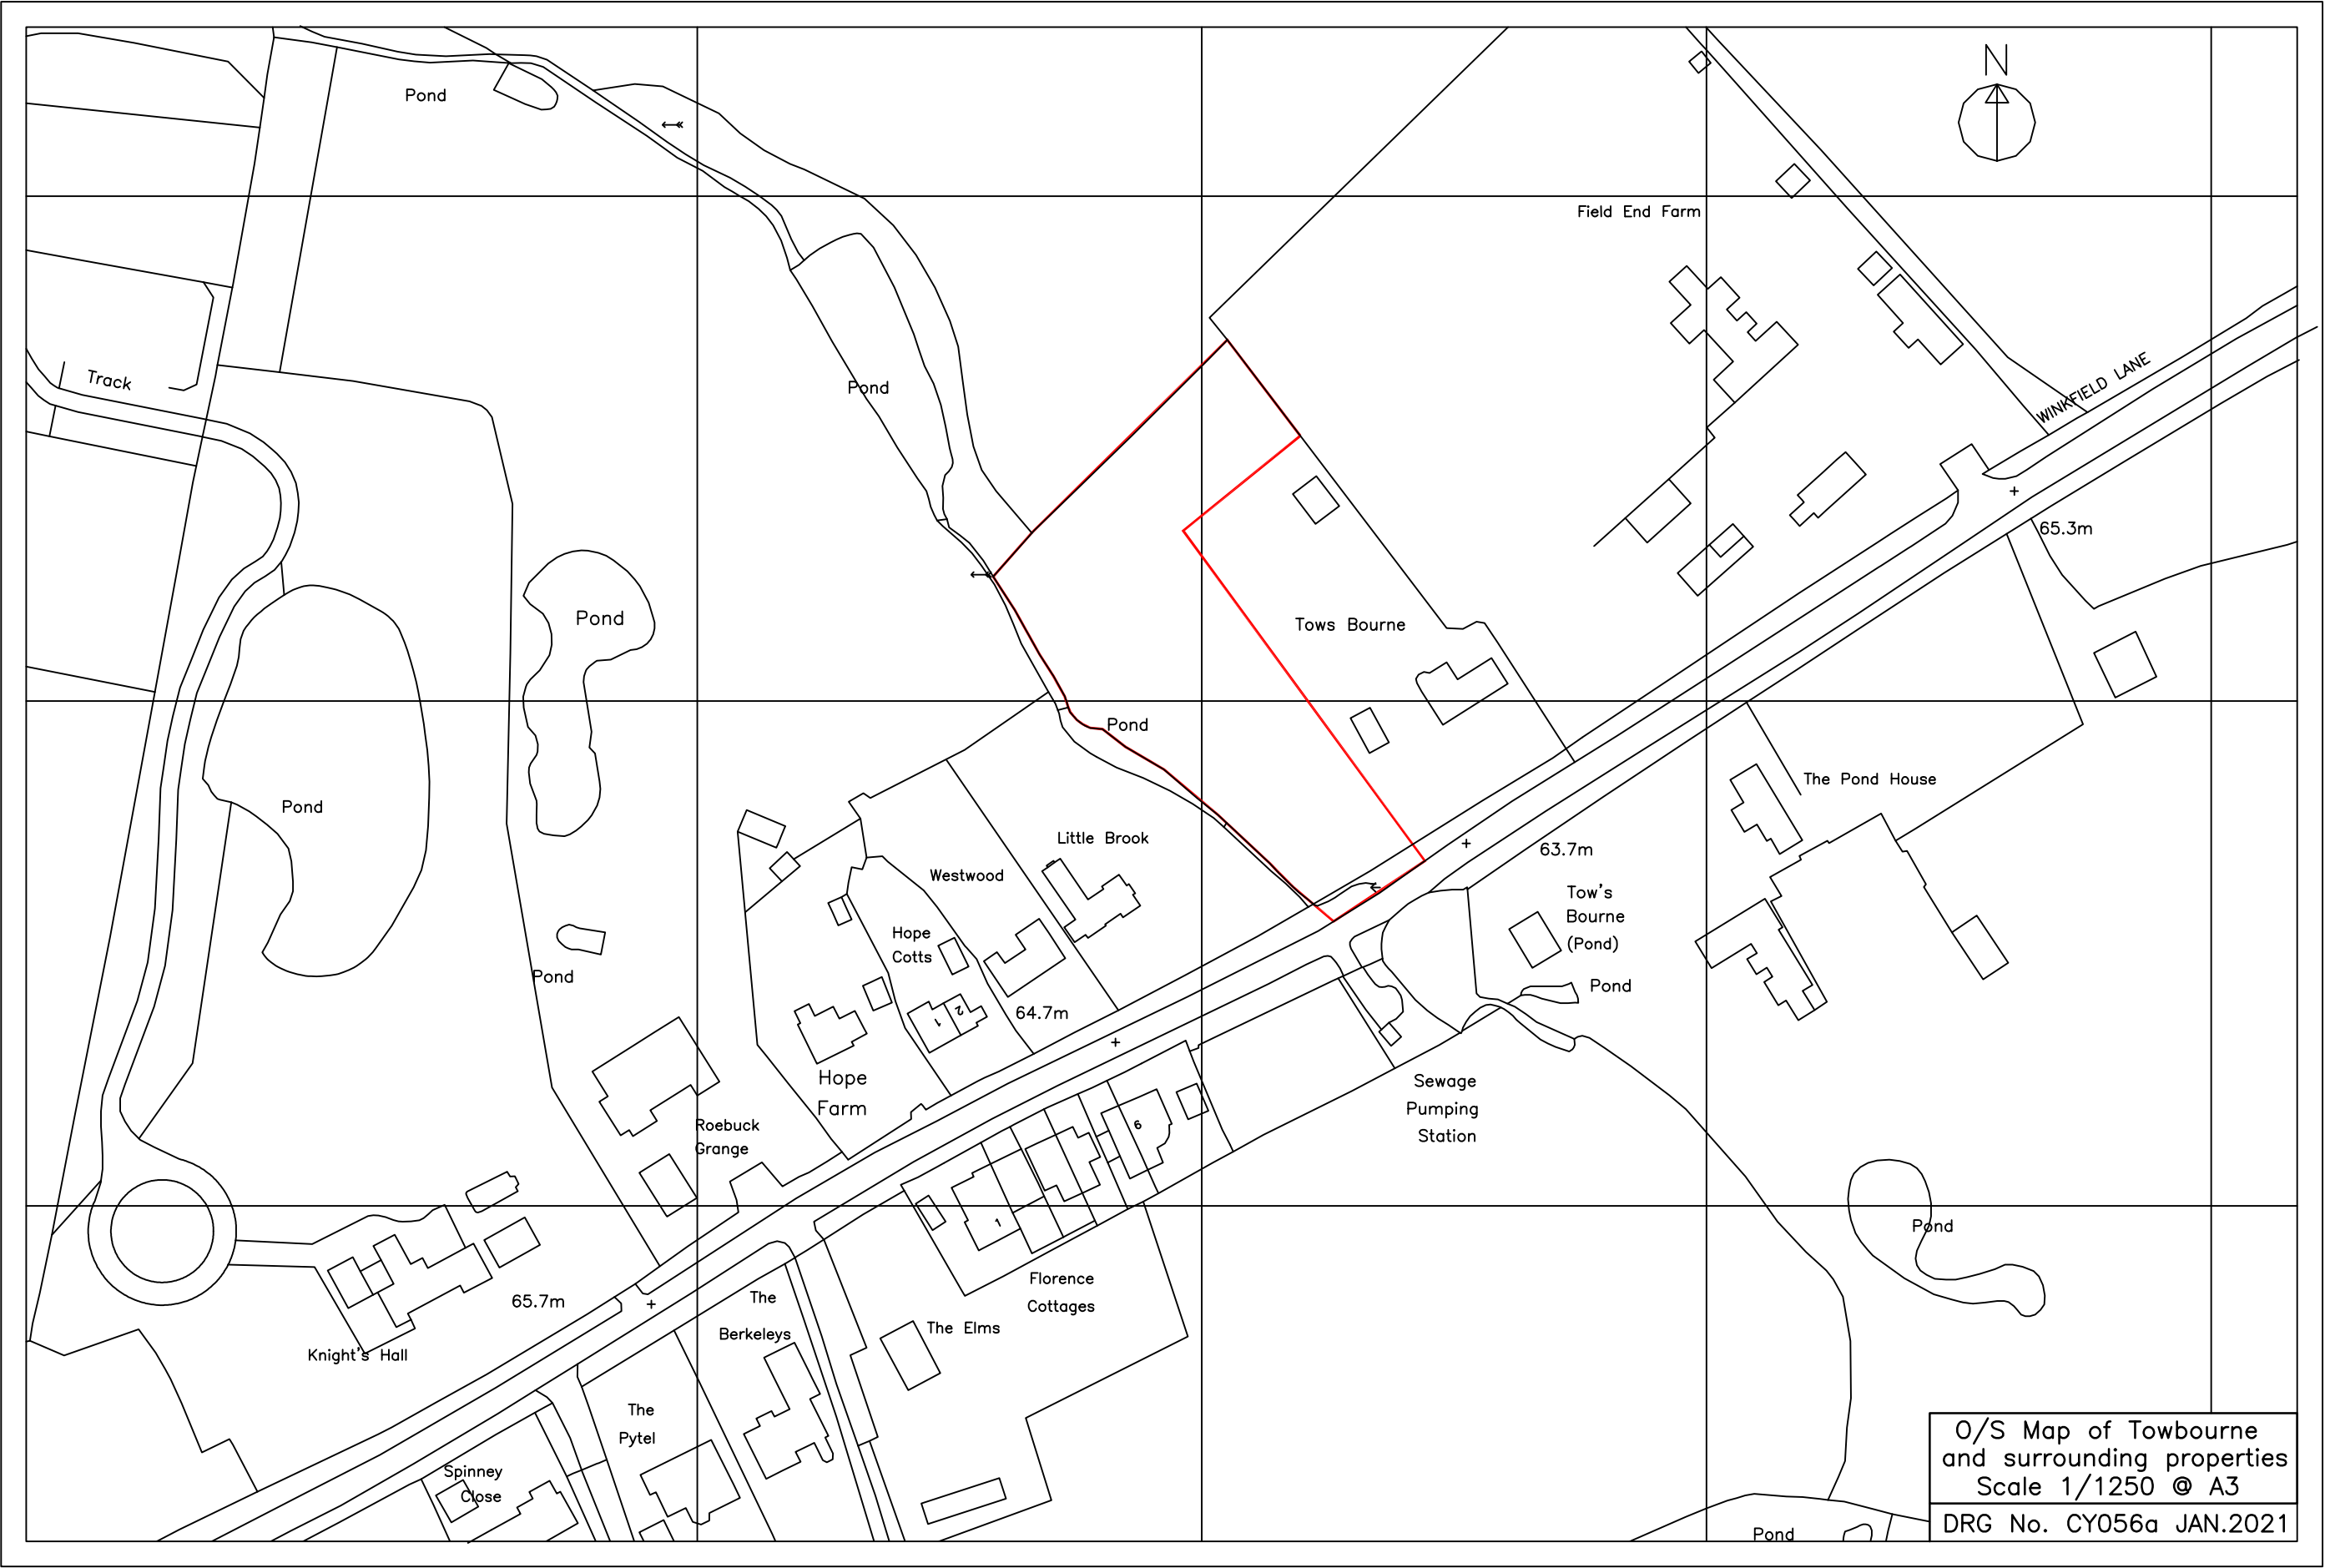 N
Pond
Field End Farm
WINKFIELD LANE
Track
Pond
65.3m
Pond
Tows Bourne
Pond
The Pond House
Pond
Little Brook
63.7m
Westwood
Tow's
Bourne
(Pond)
Hope
Cotts
Pond
Pond
1
2
64.7m
Hope
Farm
Sewage
Pumping
Station
Roebuck
Grange
6
1
Pond
Florence
Cottages
65.7m
The
Berkeleys
The Elms
Knight's Hall
The
Pytel
Spinney
Close
Pond
O/S Map of Towbourne
and surrounding properties
Scale 1/1250 @ A3
DRG No. CY056a JAN.2021